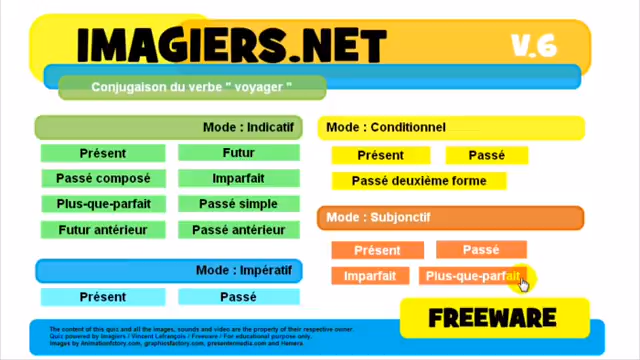 IMAGIERS.NET
V.6
Conjugaison du verbe " voyager "
Mode : Indicatif
Présent
Futur
Passé composé
Imparfait
Plus-que-parfait
Passé simple
Futur antérieur
Passé antérieur
Mode : Impératif
Présent
Passé
Mode : Conditionnel
Présent
Passé
Passé deuxième forme
Mode : Subjonctif
Présent
Passé
Imparfait
Plus-que-parfait
FREEWARE
The content of this quiz and all the images, sounds and video are the property of their respective owner.
Quiz powered by Imagiers / Vincent Lefrançois / Freeware / For educational purpose only.
Images by Animationfctory.com, graphicsfactory.com, presentermedia.com and Hemera.